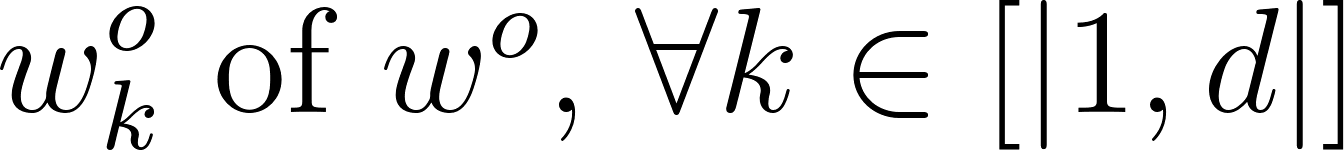 $w_k^o$ of $w^o$, $\forall k \in [|1, d|]$